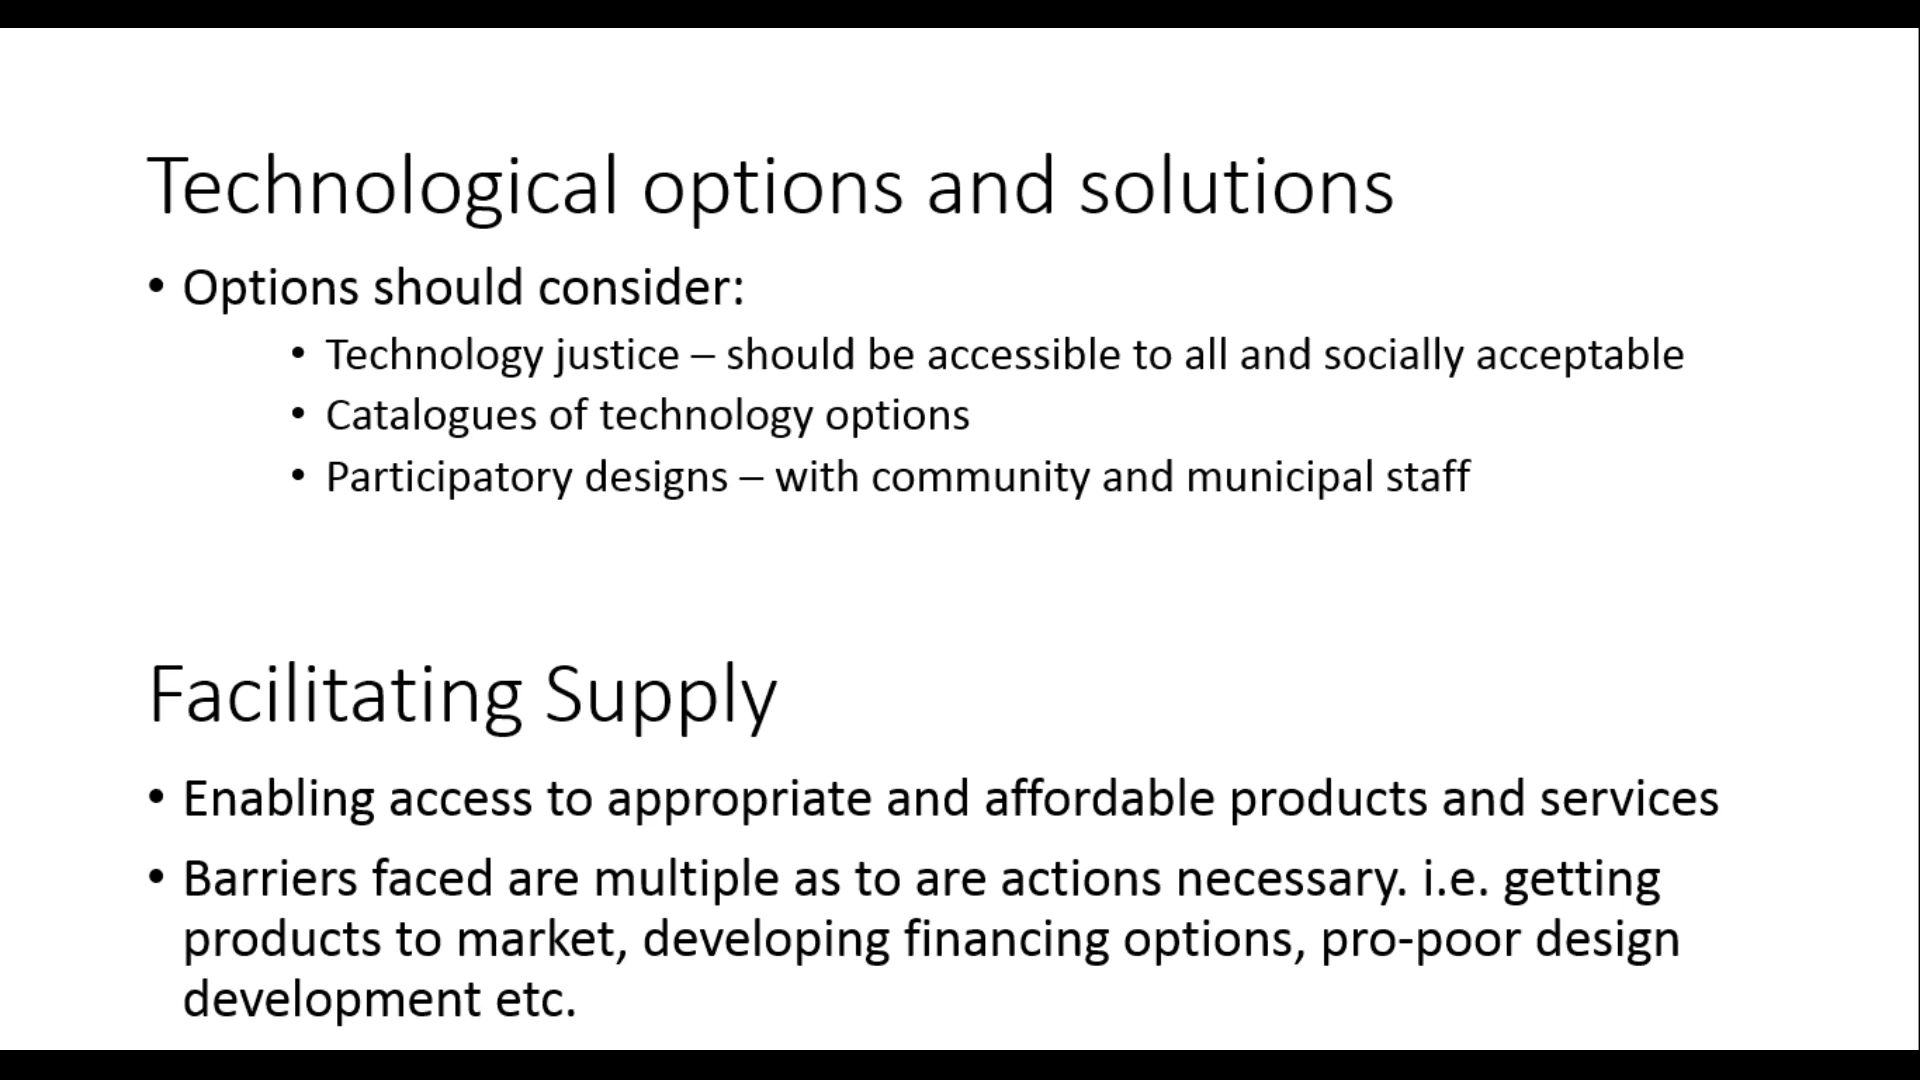 Technological options and solutions
• Options should consider:
• Technology justice – should be accessible to all and socially acceptable
• Catalogues of technology options
• Participatory designs – with community and municipal staff
Facilitating Supply
• Enabling access to appropriate and affordable products and services
• Barriers faced are multiple as to are actions necessary. i.e. getting
products to market, developing financing options, pro-poor design
development etc.